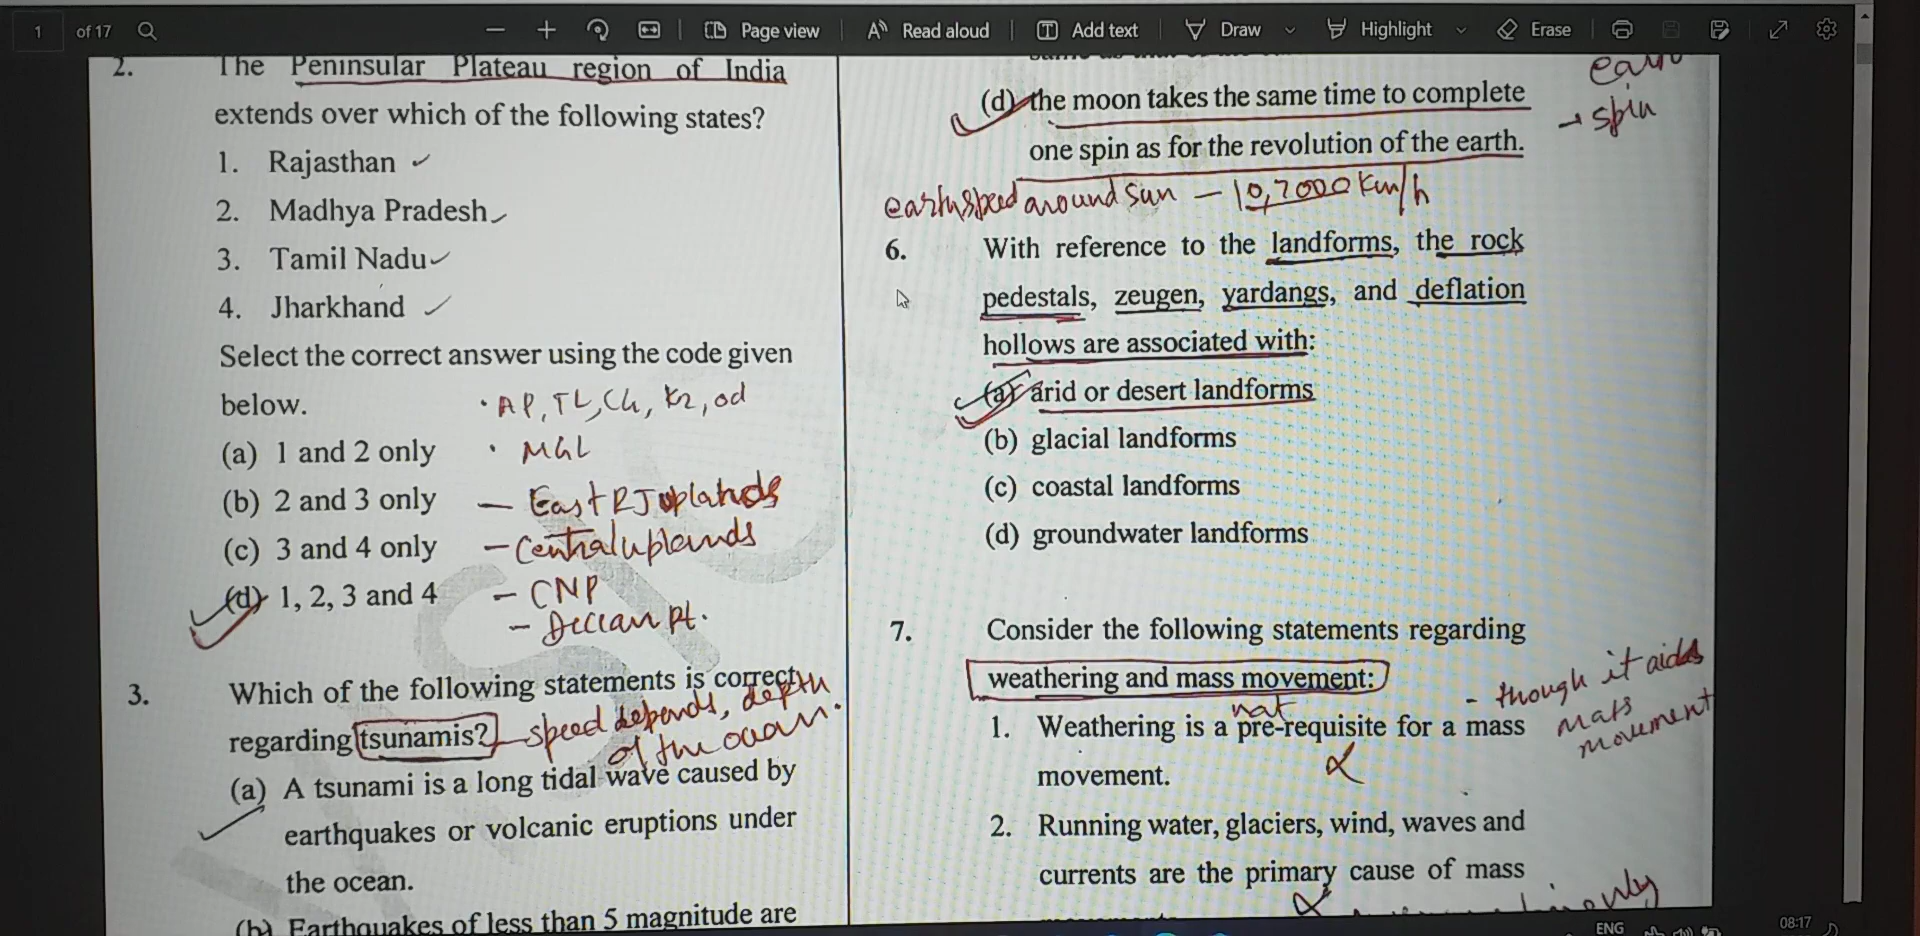 1 of 17 Page view Read aloud Add text Draw Highlight Erase
2. The Peninsular Plateau region of India
extends over which of the following states?
1. Rajasthan
2. Madhya Pradesh
3. Tamil Nadu
4. Jharkhand
Select the correct answer using the code given
below.
• AP, TL, Ch, Kr, od
(a) 1 and 2 only
• MGL
(b) 2 and 3 only
— East RJ uplands
(c) 3 and 4 only
— Central uplands
(d) 1, 2, 3 and 4
— CNP
— Deccan Pt.
3. Which of the following statements is correct
regarding tsunamis?
— speed depends, depth
of the ocean.
(a) A tsunami is a long tidal wave caused by
earthquakes or volcanic eruptions under
the ocean.
(b) Earthquakes of less than 5 magnitude are
(d) the moon takes the same time to complete
one spin as for the revolution of the earth.
earth
→ spin
earth speed around sun — 10,7000 km/h
6. With reference to the landforms, the rock
pedestals, zeugen, yardangs, and deflation
hollows are associated with:
(a) arid or desert landforms
(b) glacial landforms
(c) coastal landforms
(d) groundwater landforms
7. Consider the following statements regarding
weathering and mass movement:
not
1. Weathering is a pre-requisite for a mass
movement.
- though it aids
mass
movement
2. Running water, glaciers, wind, waves and
currents are the primary cause of mass
ENG
08:17